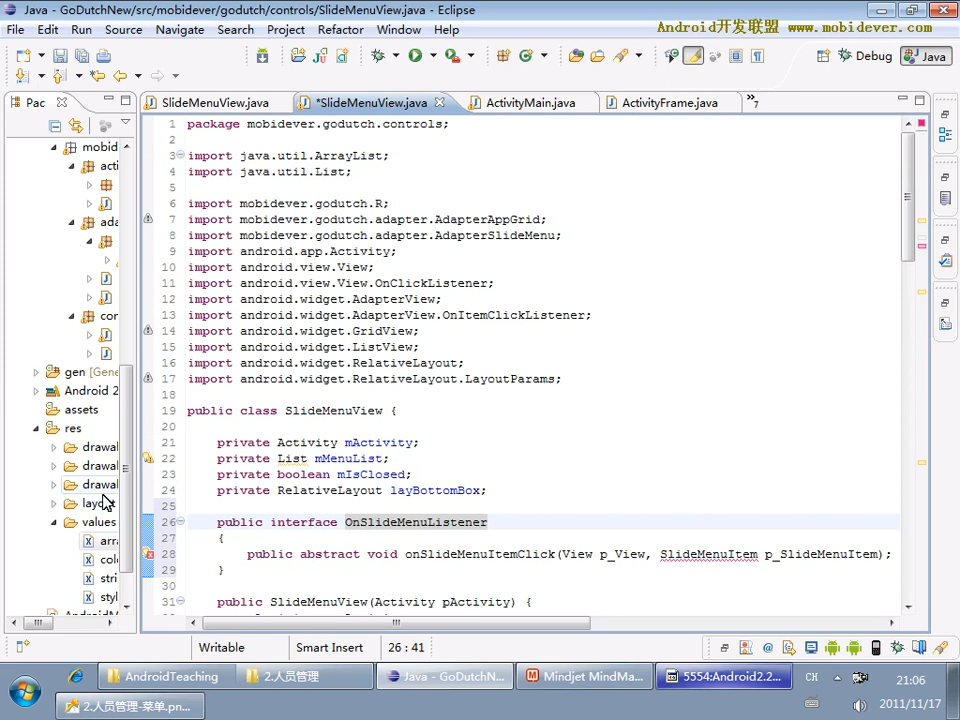 Java - GoDutchNew/src/mobidever/godutch/controls/SlideMenuView.java - Eclipse
Android开发联盟 www.mobidever.com
File Edit Source Navigate Search Project Refactor Window Help
Debug Java
Pac
SlideMenuView.java *SlideMenuView.java ActivityMain.java ActivityFrame.java »7
1 package mobidever.godutch.controls;
2
3 import java.util.ArrayList;
4 import java.util.List;
5
6 import mobidever.godutch.R;
7 import mobidever.godutch.adapter.AdapterAppGrid;
8 import mobidever.godutch.adapter.AdapterSlideMenu;
9 import android.app.Activity;
10 import android.view.View;
11 import android.view.View.OnClickListener;
12 import android.widget.AdapterView;
13 import android.widget.AdapterView.OnItemClickListener;
14 import android.widget.GridView;
15 import android.widget.ListView;
16 import android.widget.RelativeLayout;
17 import android.widget.RelativeLayout.LayoutParams;
18
19 public class SlideMenuView {
20
21 private Activity mActivity;
22 private List mMenuList;
23 private boolean mIsClosed;
24 private RelativeLayout layBottomBox;
25
26 public interface OnSlideMenuListener
27 {
28 public abstract void onSlideMenuItemClick(View p_View, SlideMenuItem p_SlideMenuItem);
29 }
30
31 public SlideMenuView(Activity pActivity) {
mobid
acti
ada
con
gen [Gene
Android 2
assets
res
drawal
drawal
drawal
layout
values
arra
colo
stri
styl
Writable Smart Insert 26 : 41
AndroidTeaching 2.人员管理 Java - GoDutchN... Mindjet MindMa... 5554:Android2.2...
CH 21:06
2.人员管理-菜单.pn... 2011/11/17